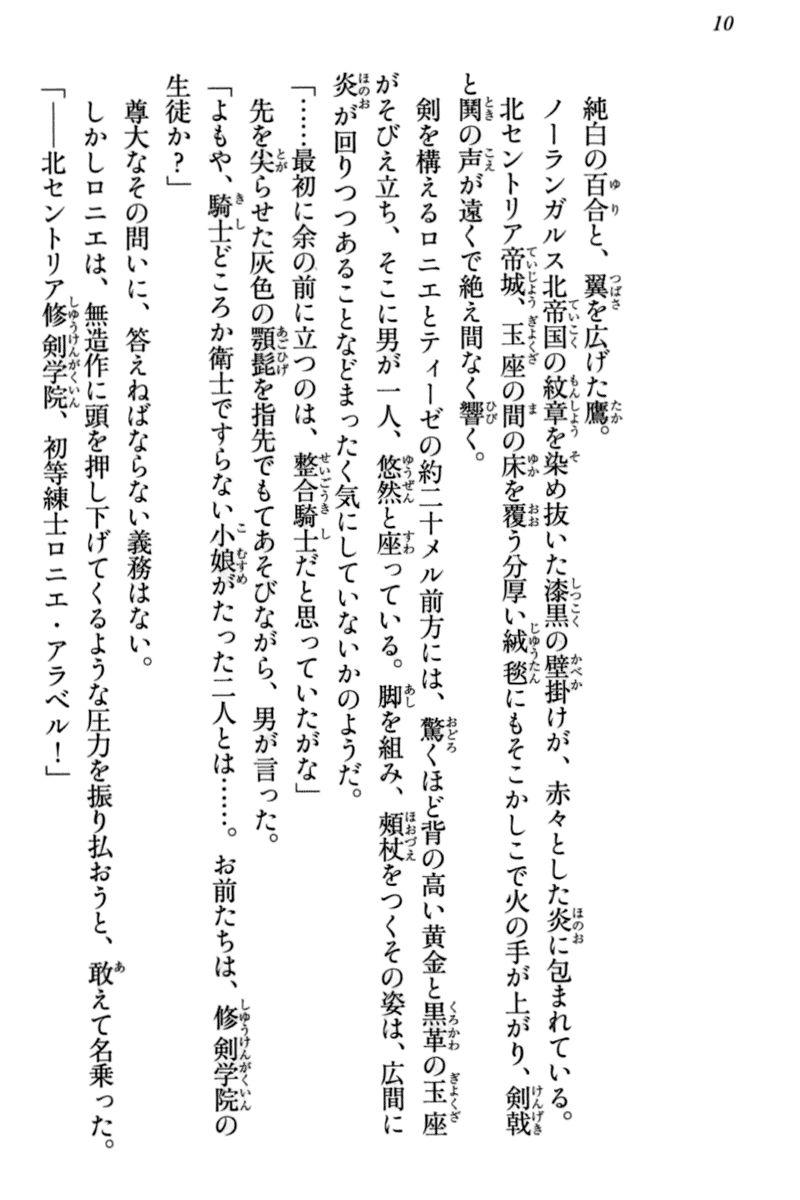 10
純白の百合と、翼を広げた鷹。
ノーランガルス北帝国の紋章を染め抜いた漆黒の壁掛けが、赤々とした炎に包まれている。
北セントリア帝城、玉座の間の床を覆う分厚い絨毯にもそこかしこで火の手が上がり、剣戟
と鬨の声が遠くで絶え間なく響く。
剣を構えるロニエとティーゼの約二十メル前方には、驚くほど背の高い黄金と黒革の玉座
がそびえ立ち、そこに男が一人、悠然と座っている。脚を組み、頬杖をつくその姿は、広間に
炎が回りつつあることなどまったく気にしていないかのようだ。
「……最初に余の前に立つのは、整合騎士だと思っていたがな」
先を尖らせた灰色の顎髭を指先でもてあそびながら、男が言った。
「よもや、騎士どころか衛士ですらない小娘がたった二人とは……。お前たちは、修剣学院の
生徒か？」
尊大なその問いに、答えねばならない義務はない。
しかしロニエは、無造作に頭を押し下げてくるような圧力を振り払おうと、敢えて名乗った。
「――北セントリア修剣学院、初等練士ロニエ・アラベル！」